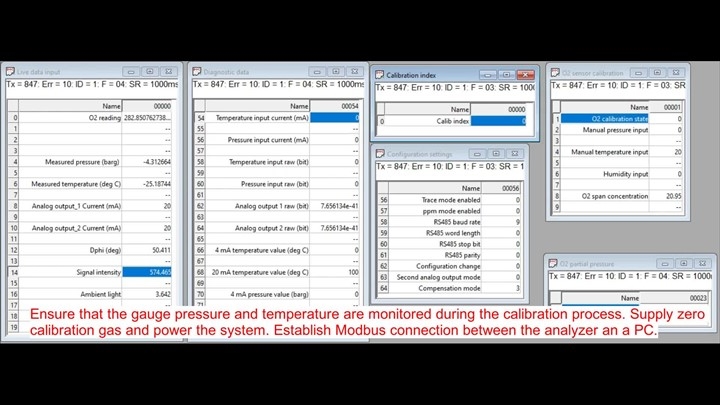 Live data input
Tx = 847: Err = 10: ID = 1: F = 04: SR = 1000ms
Name 00000
0 O2 reading 282.850762738...
1 --
2 --
3 --
4 Measured pressure (barg) -4.312664
5 --
6 Measured temperature (deg C) -25.18744
7 --
8 Analog output_1 Current (mA) 20
9 --
10 Analog output_2 Current (mA) 20
11 --
12 Dphi (deg) 50.411
13 --
14 Signal intensity 574.465
15 --
16 Ambient light 3.642
17
18
19
Diagnostic data
Tx = 847: Err = 10: ID = 1: F = 04: SR = 1000m
Name 00054
54 Temperature input current (mA) 0
55 --
56 Pressure input current (mA) 0
57 --
58 Temperature input raw (bit) 0
59 --
60 Pressure input raw (bit) 0
61 --
62 Analog output 1 raw (bit) 7.656134e-41
63 --
64 Analog output 2 raw (bit) 7.656134e-41
65 --
66 4 mA temperature value (deg C) 0
67 --
68 20 mA temperature value (deg C) 100
69 --
70 4 mA pressure value (barg) 0
Calibration index
Tx = 847: Err = 10: ID = 1: F = 03: SR = 1000
Name 00000
0 Calib index 0
Configuration settings
Tx = 847: Err = 10: ID = 1: F = 03: SR = 1
Name 00056
56 Trace mode enabled 0
57 ppm mode enabled 0
58 RS485 baud rate 9
59 RS485 word length 0
60 RS485 stop bit 0
61 RS485 parity 0
62 Configuration change 0
63 Second analog output mode 0
64 Compensation mode 3
O2 sensor calibration
Tx = 847: Err = 10: ID = 1: F = 03: SR
Name 00001
1 O2 calibration state 0
2 Manual pressure input 0
3 --
4 Manual temperature input 20
5 --
6 Humidity input 0
7 --
8 O2 span concentration 20.95
9 --
O2 partial pressure
Tx = 847: Err = 10: ID = 1: F = 04: SR = 1000m
Name 00023
Ensure that the gauge pressure and temperature are monitored during the calibration process. Supply zero
calibration gas and power the system. Establish Modbus connection between the analyzer an a PC.